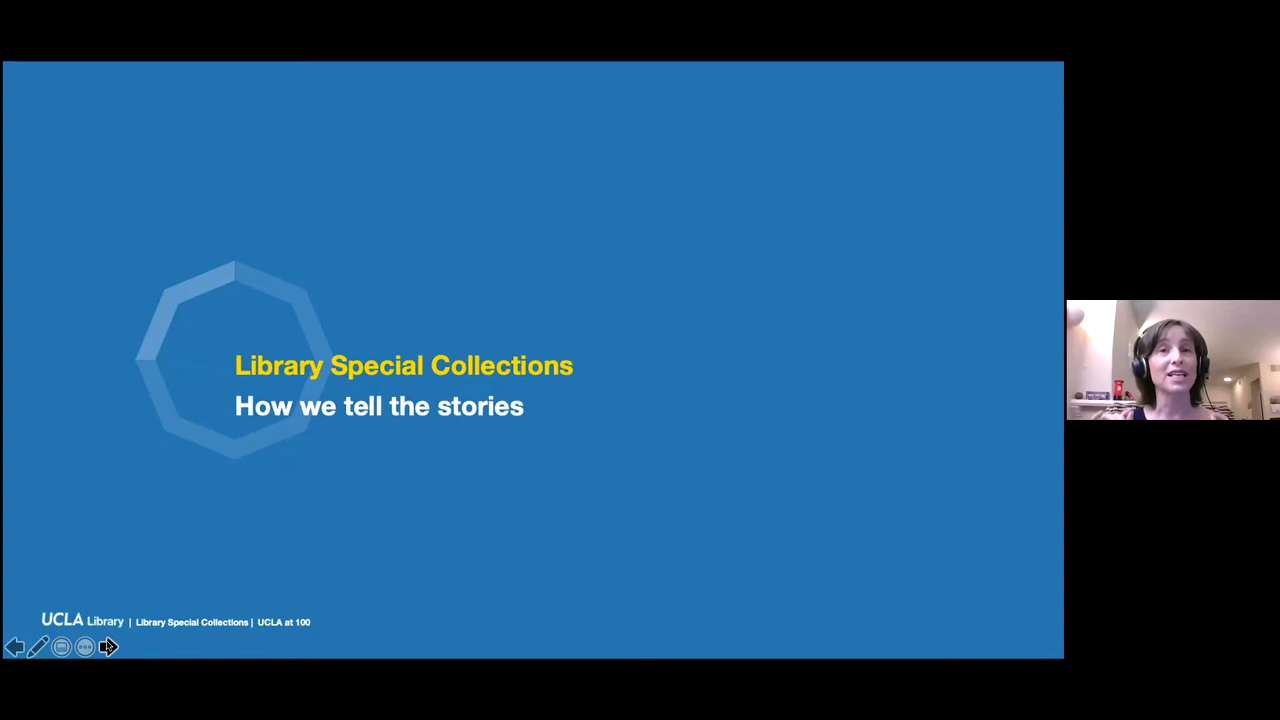 Library Special Collections
How we tell the stories
UCLA Library | Library Special Collections | UCLA at 100